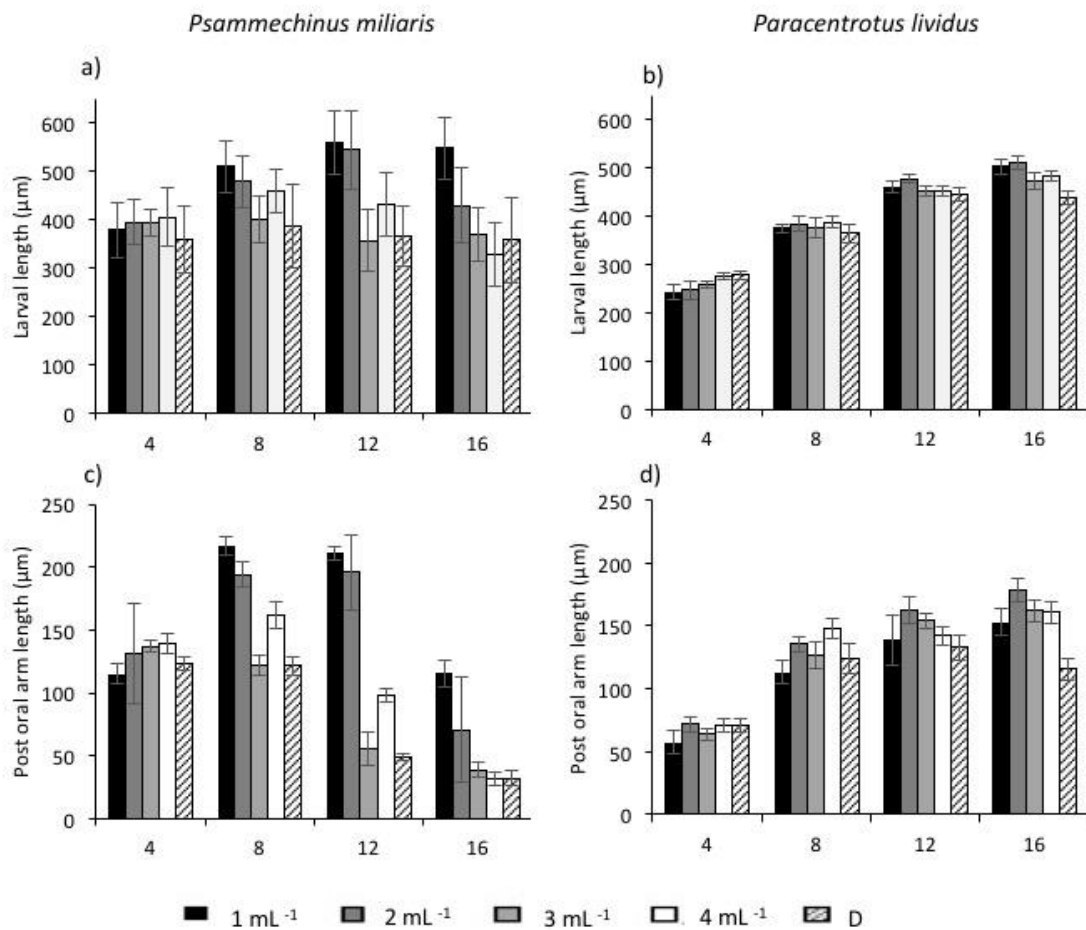 Psammechinus miliaris
Paracentrotus lividus
a)
Larval length (µm)
600
500
400
300
200
100
0
4 8 12 16
b)
Larval length (µm)
600
500
400
300
200
100
0
4 8 12 16
c)
Post oral arm length (µm)
250
200
150
100
50
0
4 8 12 16
d)
Post oral arm length (µm)
250
200
150
100
50
0
4 8 12 16
1 mL⁻¹ 2 mL⁻¹ 3 mL⁻¹ 4 mL⁻¹ D